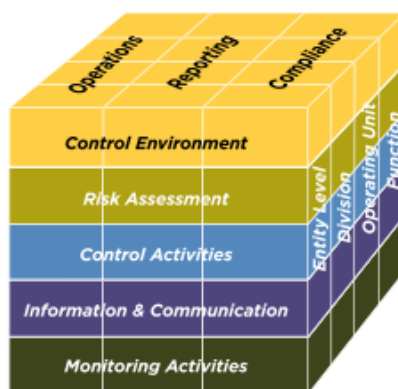 Operations
Reporting
Compliance
Control Environment
Risk Assessment
Control Activities
Information & Communication
Monitoring Activities
Entity Level
Division
Operating Unit
Function